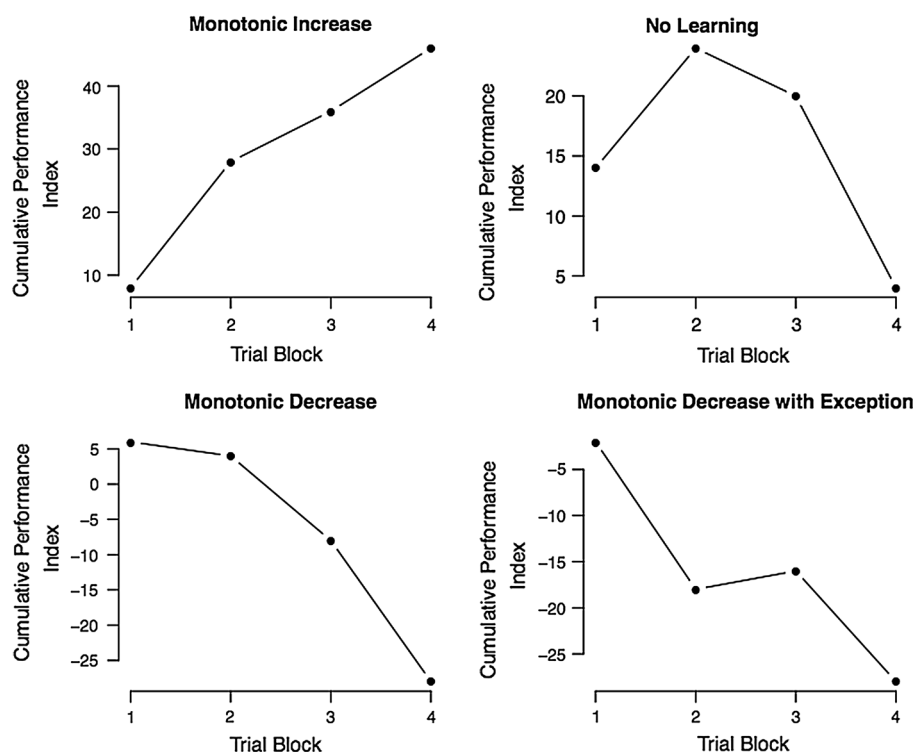 Monotonic Increase
Cumulative Performance
Index
40
30
20
10
1 2 3 4
Trial Block
No Learning
Cumulative Performance
Index
20
15
10
5
1 2 3 4
Trial Block
Monotonic Decrease
Cumulative Performance
Index
5
0
−5
−10
−15
−20
−25
1 2 3 4
Trial Block
Monotonic Decrease with Exception
Cumulative Performance
Index
−5
−10
−15
−20
−25
1 2 3 4
Trial Block